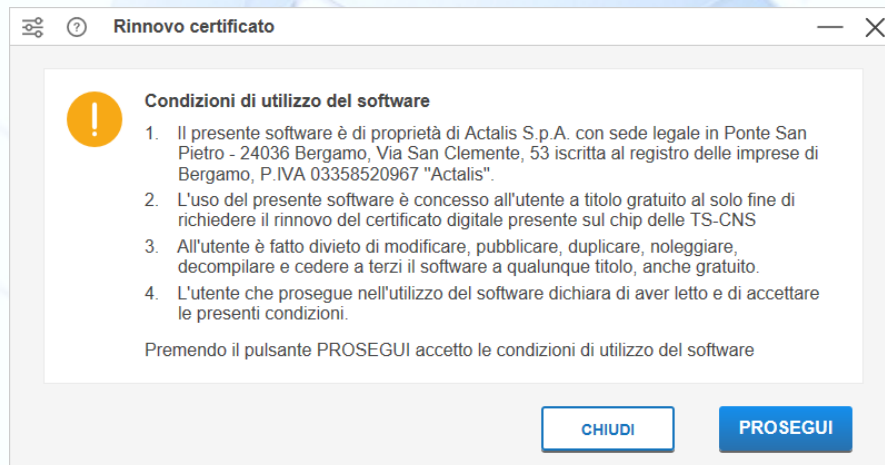 Rinnovo certificato
Condizioni di utilizzo del software
1. Il presente software è di proprietà di Actalis S.p.A. con sede legale in Ponte San
Pietro - 24036 Bergamo, Via San Clemente, 53 iscritta al registro delle imprese di
Bergamo, P.IVA 03358520967 "Actalis".
2. L'uso del presente software è concesso all'utente a titolo gratuito al solo fine di
richiedere il rinnovo del certificato digitale presente sul chip delle TS-CNS
3. All'utente è fatto divieto di modificare, pubblicare, duplicare, noleggiare,
decompilare e cedere a terzi il software a qualunque titolo, anche gratuito.
4. L'utente che prosegue nell'utilizzo del software dichiara di aver letto e di accettare
le presenti condizioni.
Premendo il pulsante PROSEGUI accetto le condizioni di utilizzo del software
CHIUDI
PROSEGUI